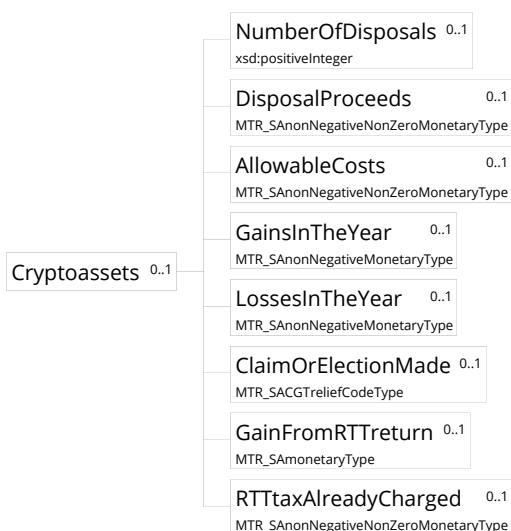 NumberOfDisposals 0..1
xsd:positiveInteger
DisposalProceeds 0..1
MTR_SAnonNegativeNonZeroMonetaryType
AllowableCosts 0..1
MTR_SAnonNegativeNonZeroMonetaryType
GainsInTheYear 0..1
MTR_SAnonNegativeMonetaryType
Cryptoassets 0..1
LossesInTheYear 0..1
MTR_SAnonNegativeMonetaryType
ClaimOrElectionMade 0..1
MTR_SACGTreliefCodeType
GainFromRTTreturn 0..1
MTR_SAmonetaryType
RTTtaxAlreadyCharged 0..1
MTR_SAnonNegativeNonZeroMonetaryType